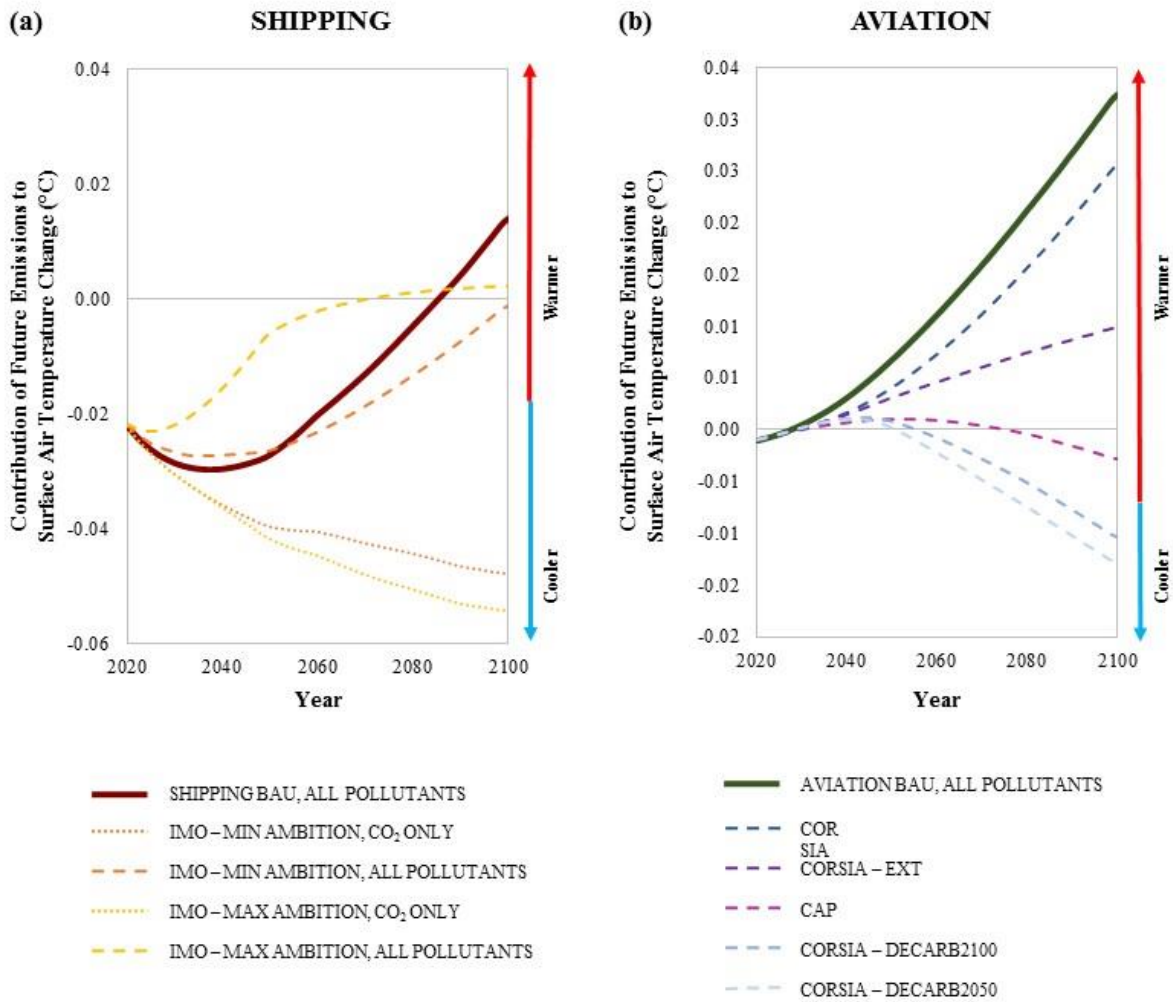 (a) SHIPPING
0.04
0.02
0.00
-0.02
-0.04
-0.06
2020 2040 2060 2080 2100
Year
Contribution of Future Emissions to
Surface Air Temperature Change (°C)
Warmer
Cooler
(b) AVIATION
0.04
0.03
0.03
0.02
0.02
0.01
0.01
0.00
-0.01
-0.01
-0.02
-0.02
2020 2040 2060 2080 2100
Year
Contribution of Future Emissions to
Surface Air Temperature Change (°C)
Warmer
Cooler
SHIPPING BAU, ALL POLLUTANTS
IMO – MIN AMBITION, CO₂ ONLY
IMO – MIN AMBITION, ALL POLLUTANTS
IMO – MAX AMBITION, CO₂ ONLY
IMO – MAX AMBITION, ALL POLLUTANTS
AVIATION BAU, ALL POLLUTANTS
COR
SIA
CORSIA – EXT
CAP
CORSIA – DECARB2100
CORSIA – DECARB2050